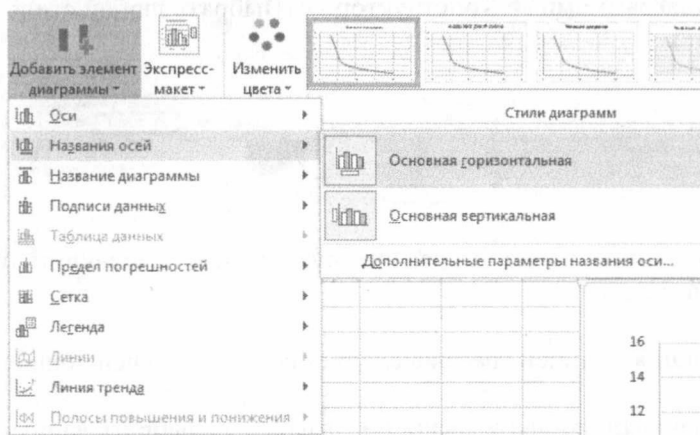 Добавить элемент
диаграммы
Экспресс-
макет
Изменить
цвета
Стили диаграмм
Оси
Названия осей
Название диаграммы
Подписи данных
Таблица данных
Предел погрешностей
Сетка
Легенда
Линии
Линия тренда
Полосы повышения и понижения
Основная горизонтальная
Основная вертикальная
Дополнительные параметры названия оси...
16
14
12